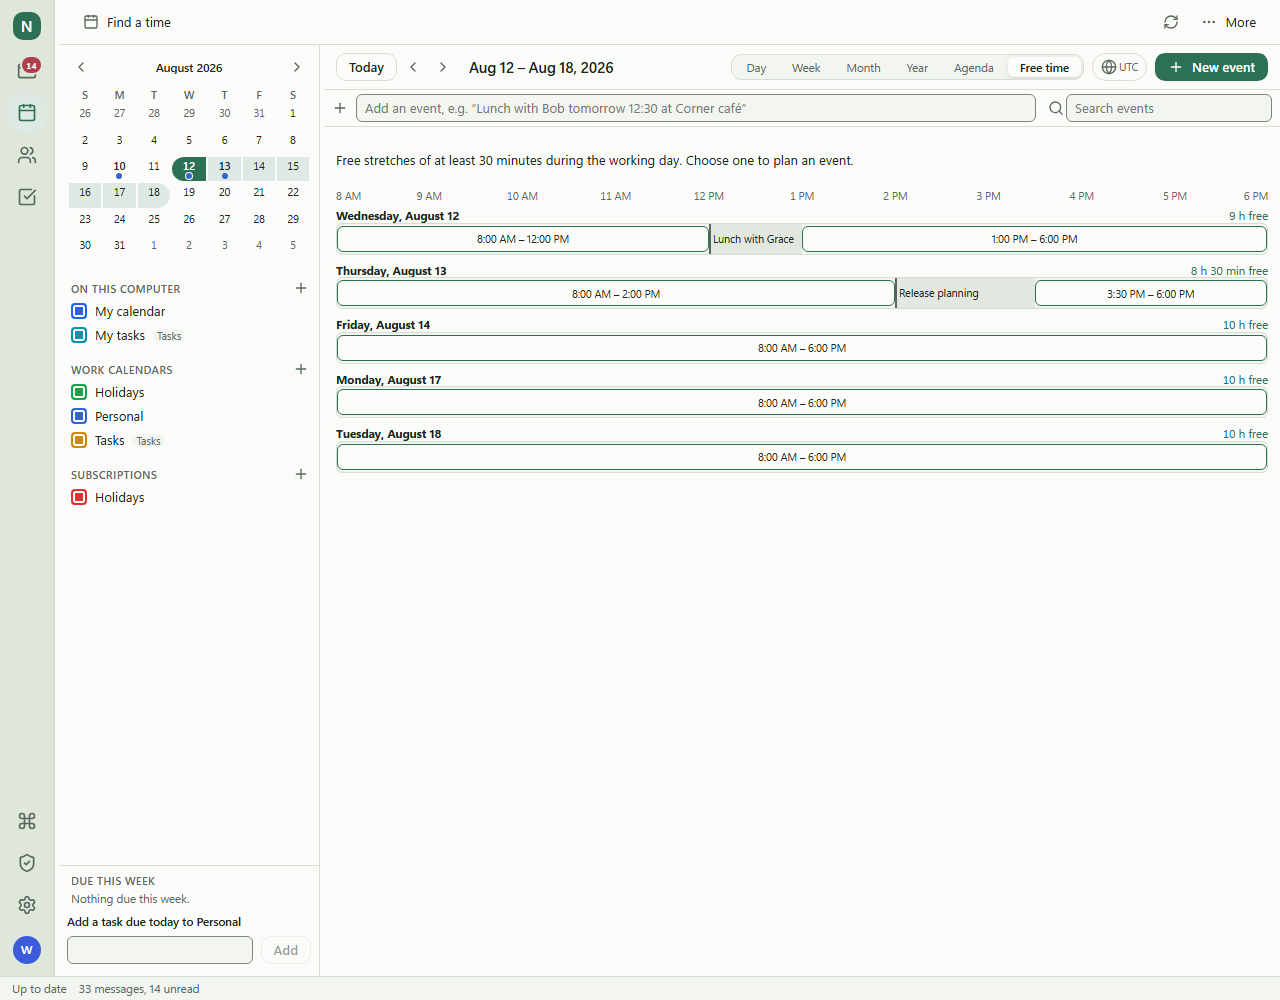 N
Find a time
More
14
August 2026
S M T W T F S
26 27 28 29 30 31 1
2 3 4 5 6 7 8
9 10 11 12 13 14 15
16 17 18 19 20 21 22
23 24 25 26 27 28 29
30 31 1 2 3 4 5
ON THIS COMPUTER
My calendar
My tasks Tasks
WORK CALENDARS
Holidays
Personal
Tasks Tasks
SUBSCRIPTIONS
Holidays
DUE THIS WEEK
Nothing due this week.
Add a task due today to Personal
Add
W
Today
Aug 12 – Aug 18, 2026
Day Week Month Year Agenda Free time
UTC
New event
Add an event, e.g. “Lunch with Bob tomorrow 12:30 at Corner café”
Search events
Free stretches of at least 30 minutes during the working day. Choose one to plan an event.
8 AM 9 AM 10 AM 11 AM 12 PM 1 PM 2 PM 3 PM 4 PM 5 PM 6 PM
Wednesday, August 12 9 h free
8:00 AM – 12:00 PM Lunch with Grace 1:00 PM – 6:00 PM
Thursday, August 13 8 h 30 min free
8:00 AM – 2:00 PM Release planning 3:30 PM – 6:00 PM
Friday, August 14 10 h free
8:00 AM – 6:00 PM
Monday, August 17 10 h free
8:00 AM – 6:00 PM
Tuesday, August 18 10 h free
8:00 AM – 6:00 PM
Up to date 33 messages, 14 unread